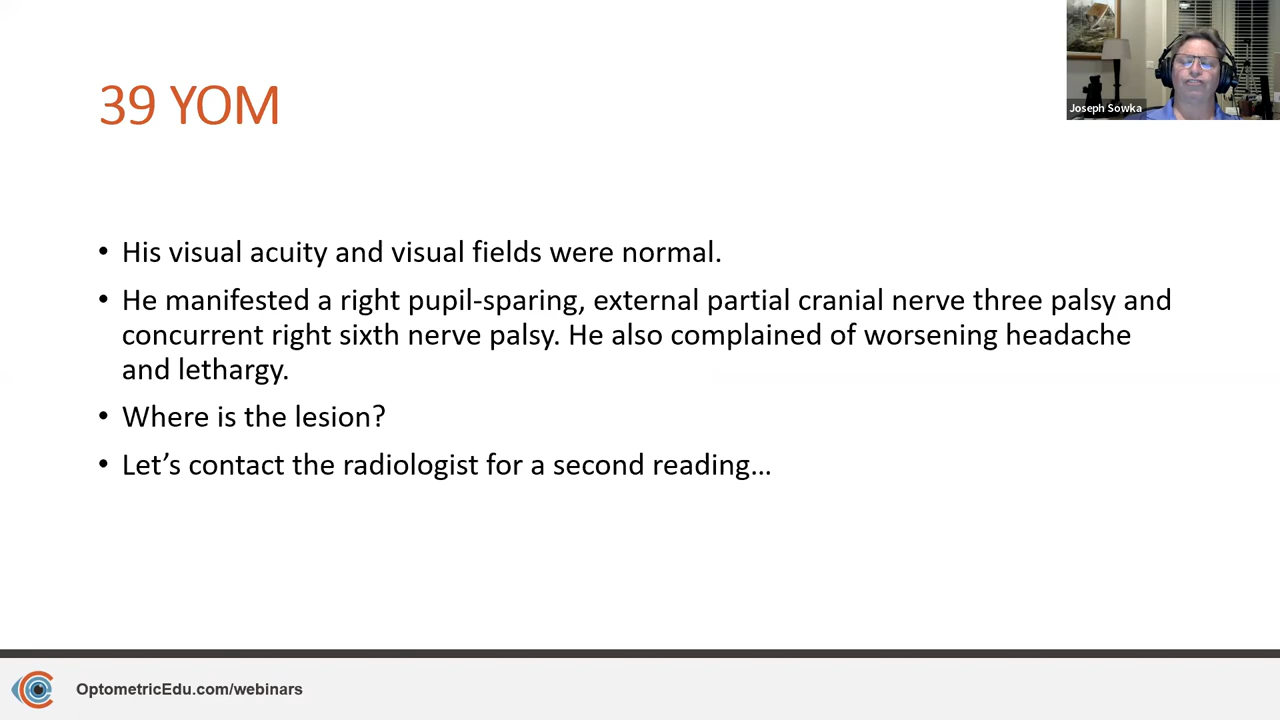 Joseph Sowka
39 YOM
• His visual acuity and visual fields were normal.
• He manifested a right pupil-sparing, external partial cranial nerve three palsy and
concurrent right sixth nerve palsy. He also complained of worsening headache
and lethargy.
• Where is the lesion?
• Let’s contact the radiologist for a second reading…
OptometricEdu.com/webinars